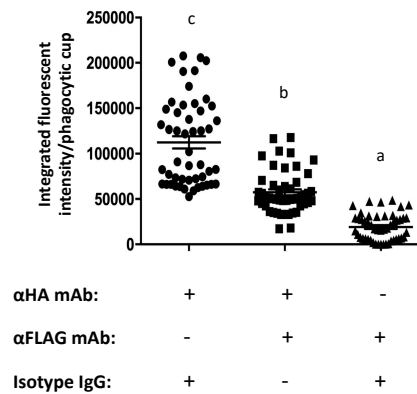 Integrated fluorescent
intensity/phagocytic cup
250000
200000
150000
100000
50000
0
c
b
a
αHA mAb: + + -
αFLAG mAb: - + +
Isotype IgG: + - +